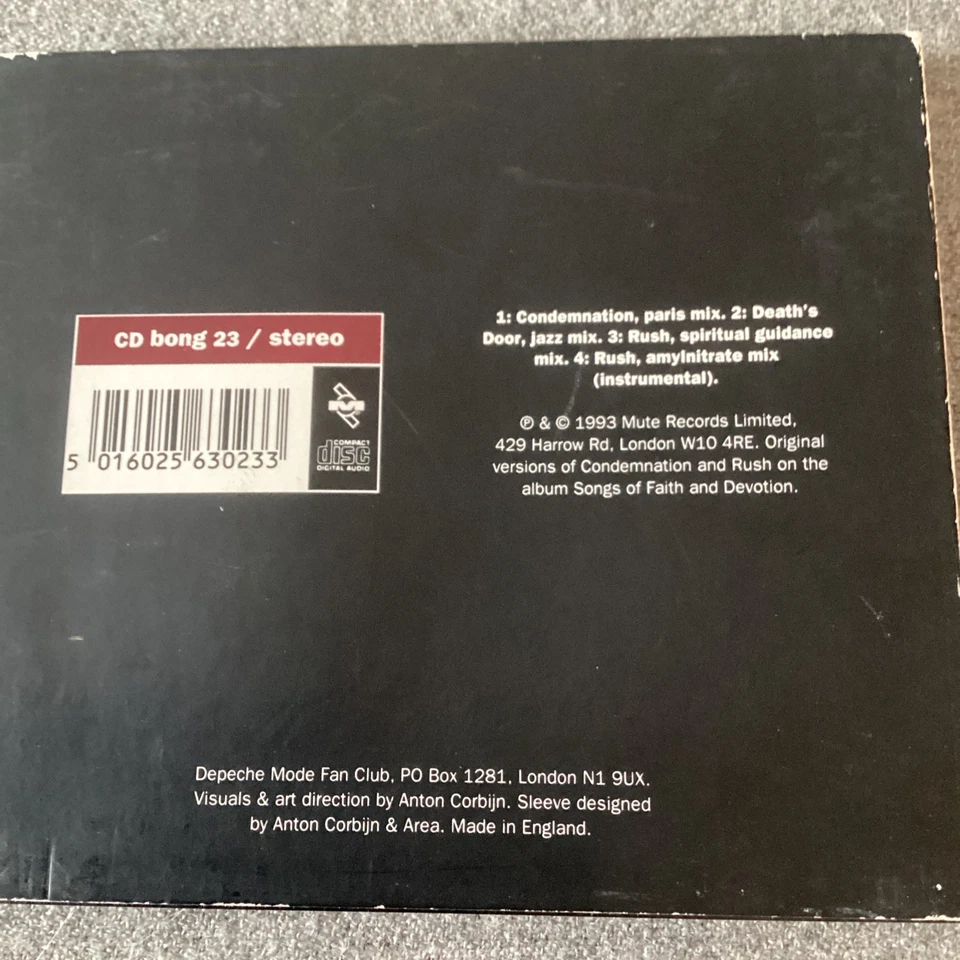 CD bong 23 / stereo
5 016025 630233
COMPACT
disc
DIGITAL AUDIO
1: Condemnation, paris mix. 2: Death's
Door, jazz mix. 3: Rush, spiritual guidance
mix. 4: Rush, amylnitrate mix
(instrumental).
℗ & © 1993 Mute Records Limited,
429 Harrow Rd, London W10 4RE. Original
versions of Condemnation and Rush on the
album Songs of Faith and Devotion.
Depeche Mode Fan Club, PO Box 1281, London N1 9UX.
Visuals & art direction by Anton Corbijn. Sleeve designed
by Anton Corbijn & Area. Made in England.